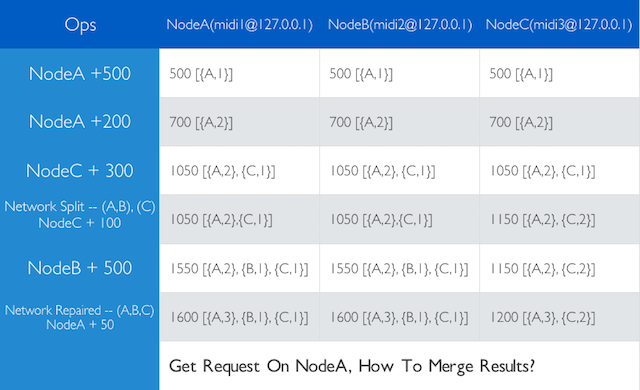 Ops NodeA(midi1@127.0.0.1) NodeB(midi2@127.0.0.1) NodeC(midi3@127.0.0.1)
NodeA +500 500 [{A,1}] 500 [{A,1}] 500 [{A,1}]
NodeA +200 700 [{A,2}] 700 [{A,2}] 700 [{A,2}]
NodeC + 300 1050 [{A,2}, {C,1}] 1050 [{A,2}, {C,1}] 1050 [{A,2}, {C,1}]
Network Split -- (A,B), (C)
NodeC + 100 1050 [{A,2},{C,1}] 1050 [{A,2},{C,1}] 1150 [{A,2}, {C,2}]
NodeB + 500 1550 [{A,2}, {B,1}, {C,1}] 1550 [{A,2}, {B,1}, {C,1}] 1150 [{A,2}, {C,2}]
Network Repaired -- (A,B,C)
NodeA + 50 1600 [{A,3}, {B,1}, {C,1}] 1600 [{A,3}, {B,1}, {C,1}] 1200 [{A,3}, {C,2}]
Get Request On NodeA, How To Merge Results?